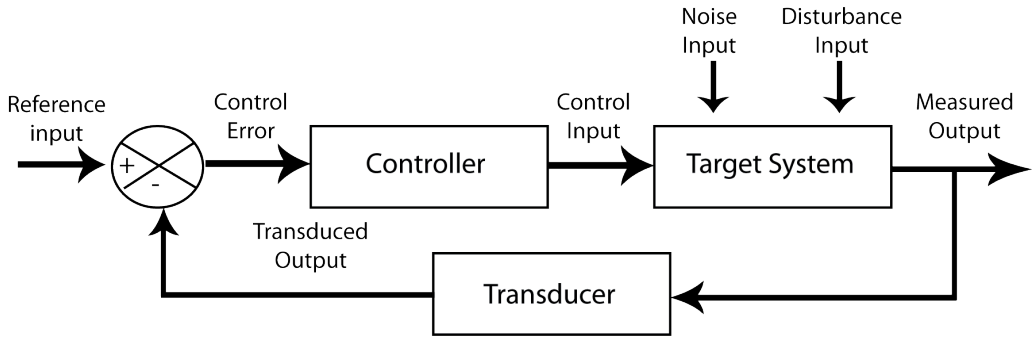 Noise
Input
Disturbance
Input
Reference
input
Control
Error
Control
Input
Measured
Output
+
-
Controller
Target System
Transduced
Output
Transducer